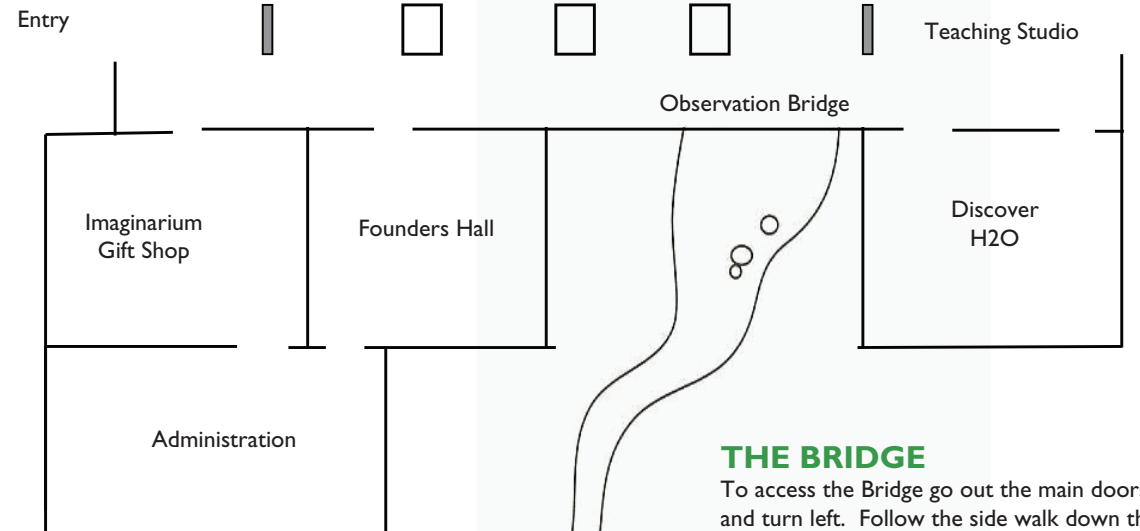 Entry
Teaching Studio
Observation Bridge
Imaginarium
Gift Shop
Founders Hall
Discover
H2O
Administration
THE BRIDGE
To access the Bridge go out the main door
and turn left. Follow the side walk down th